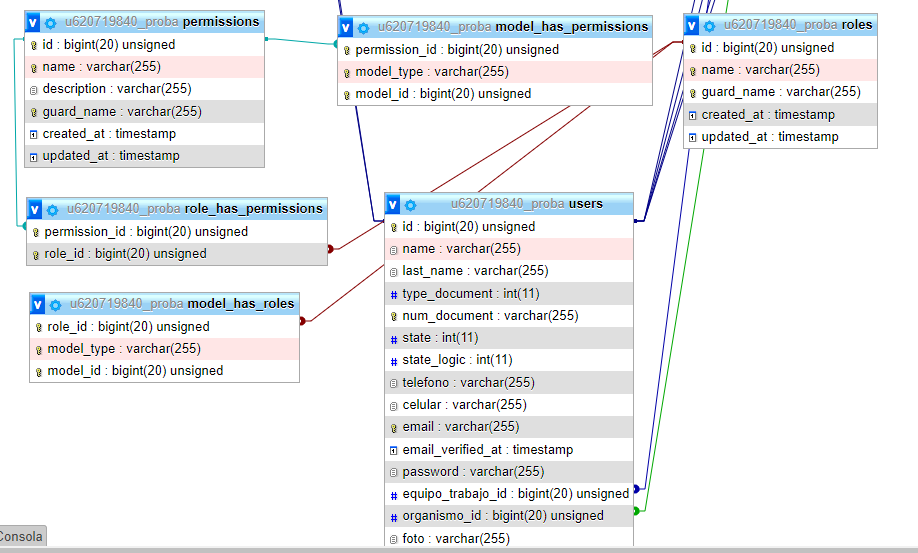 u620719840_proba permissions
id : bigint(20) unsigned
name : varchar(255)
description : varchar(255)
guard_name : varchar(255)
created_at : timestamp
updated_at : timestamp
u620719840_proba model_has_permissions
permission_id : bigint(20) unsigned
model_type : varchar(255)
model_id : bigint(20) unsigned
u620719840_proba roles
id : bigint(20) unsigned
name : varchar(255)
guard_name : varchar(255)
created_at : timestamp
updated_at : timestamp
u620719840_proba role_has_permissions
permission_id : bigint(20) unsigned
role_id : bigint(20) unsigned
u620719840_proba model_has_roles
role_id : bigint(20) unsigned
model_type : varchar(255)
model_id : bigint(20) unsigned
u620719840_proba users
id : bigint(20) unsigned
name : varchar(255)
last_name : varchar(255)
type_document : int(11)
num_document : varchar(255)
state : int(11)
state_logic : int(11)
telefono : varchar(255)
celular : varchar(255)
email : varchar(255)
email_verified_at : timestamp
password : varchar(255)
equipo_trabajo_id : bigint(20) unsigned
organismo_id : bigint(20) unsigned
foto : varchar(255)
Consola